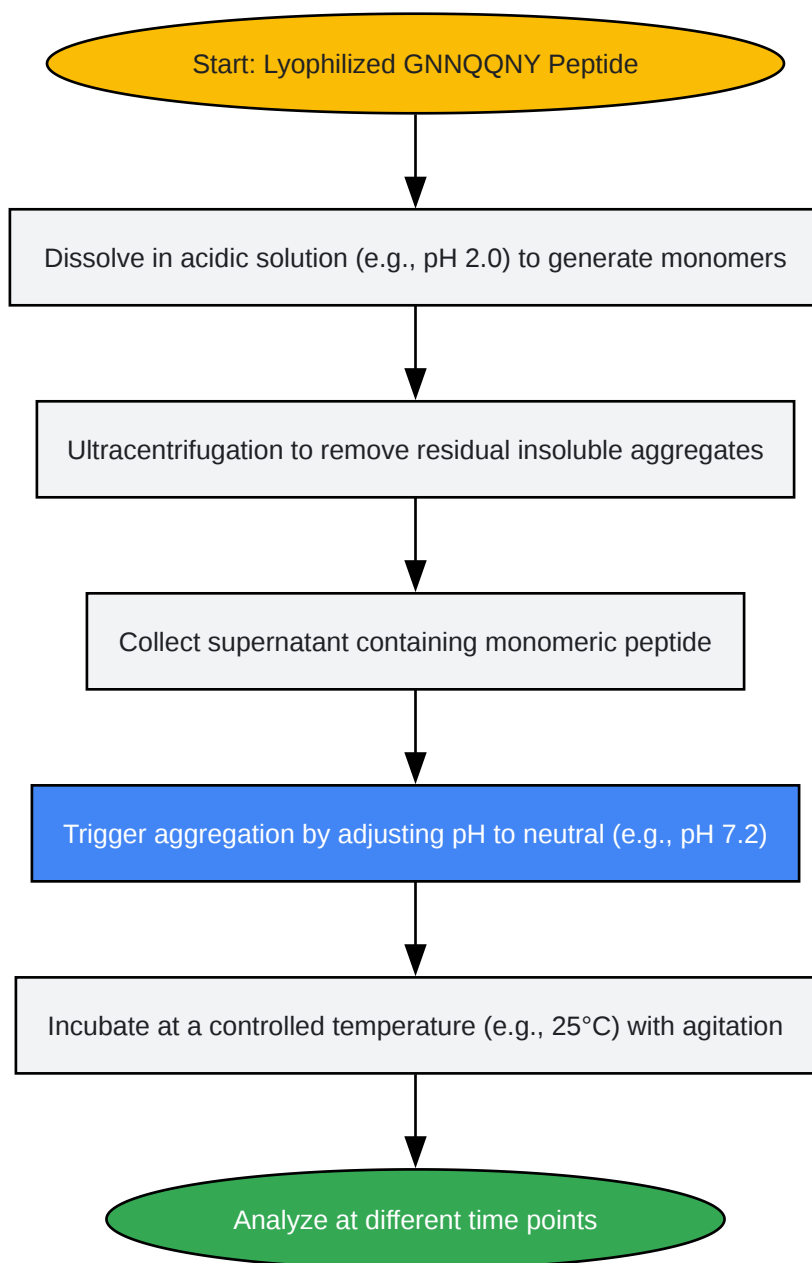 Start: Lyophilized GNNQQNY Peptide
Dissolve in acidic solution (e.g., pH 2.0) to generate monomers
Ultracentrifugation to remove residual insoluble aggregates
Collect supernatant containing monomeric peptide
Trigger aggregation by adjusting pH to neutral (e.g., pH 7.2)
Incubate at a controlled temperature (e.g., 25°C) with agitation
Analyze at different time points